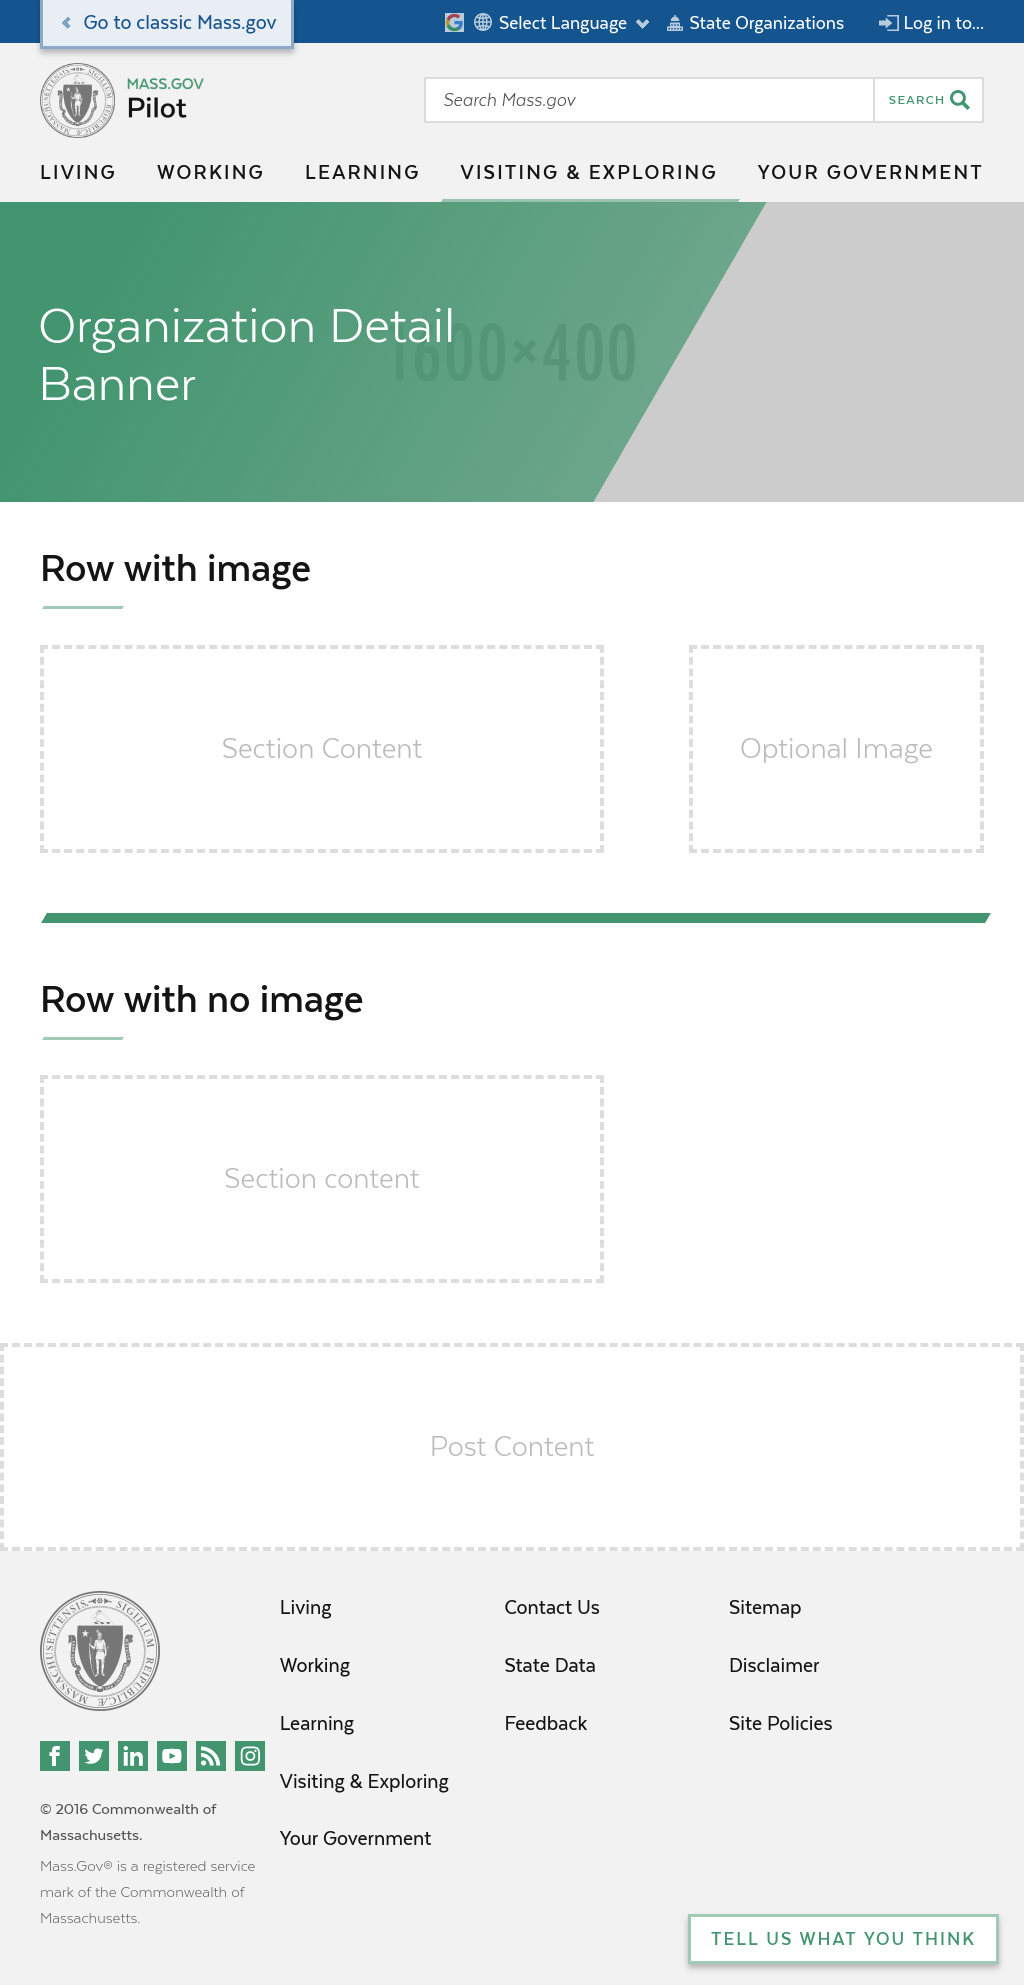 Go to classic Mass.gov
Select Language
State Organizations
Log in to...
MASS.GOV
Pilot
Search Mass.gov
SEARCH
LIVING
WORKING
LEARNING
VISITING & EXPLORING
YOUR GOVERNMENT
1600×400
Organization Detail
Banner
Row with image
Section Content
Optional Image
Row with no image
Section content
Post Content
SIGILLUM REIPUBLICÆ MASSACHUSETTENSIS.
Living
Working
Learning
Visiting & Exploring
Your Government
Contact Us
State Data
Feedback
Sitemap
Disclaimer
Site Policies
© 2016 Commonwealth of
Massachusetts.
Mass.Gov® is a registered service
mark of the Commonwealth of
Massachusetts.
TELL US WHAT YOU THINK